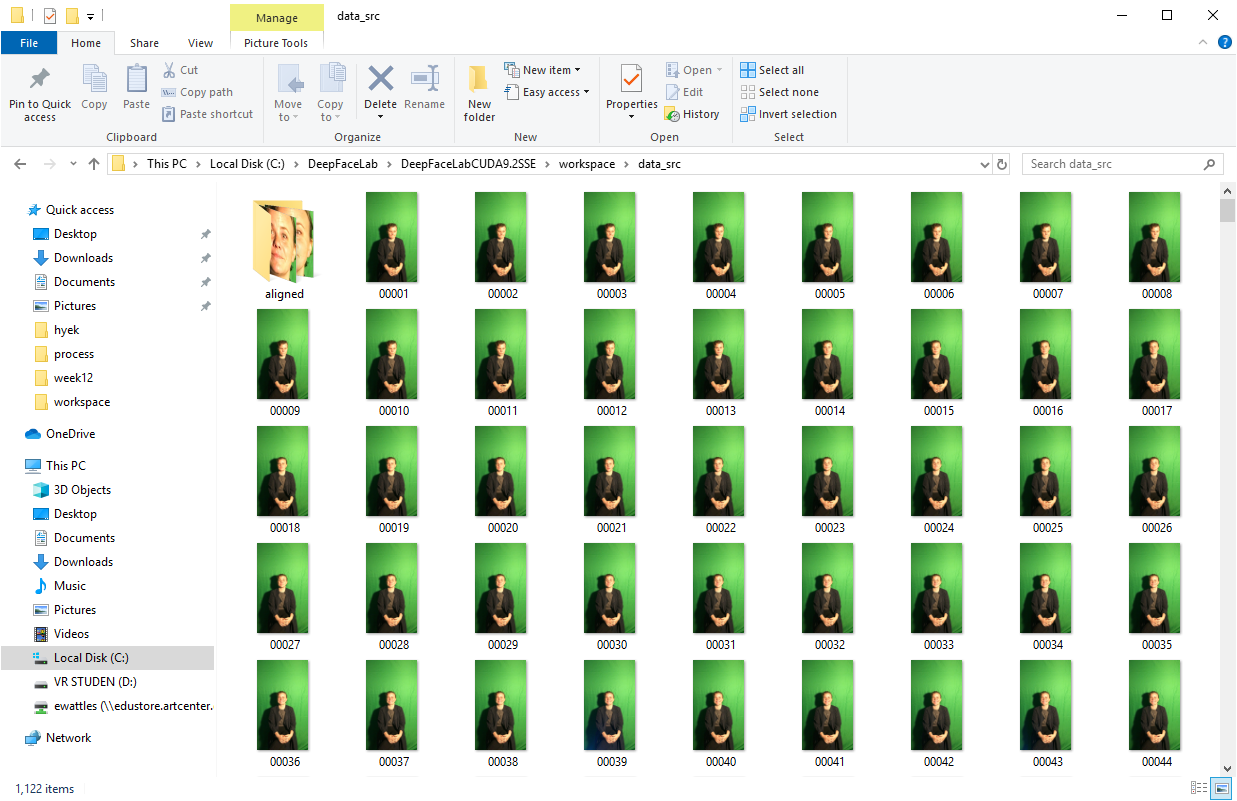 Manage
data_src
File
Home
Share
View
Picture Tools
Pin to Quick access
Copy
Paste
Cut
Copy path
Paste shortcut
Clipboard
Move to
Copy to
Delete
Rename
Organize
New folder
New item
Easy access
New
Properties
Open
Edit
History
Open
Select all
Select none
Invert selection
Select
This PC > Local Disk (C:) > DeepFaceLab > DeepFaceLabCUDA9.2SSE > workspace > data_src
Search data_src
Quick access
Desktop
Downloads
Documents
Pictures
hyek
process
week12
workspace
OneDrive
This PC
3D Objects
Desktop
Documents
Downloads
Music
Pictures
Videos
Local Disk (C:)
VR STUDEN (D:)
ewattles (\\edustore.artcenter.
Network
aligned 00001 00002 00003 00004 00005 00006 00007 00008
00009 00010 00011 00012 00013 00014 00015 00016 00017
00018 00019 00020 00021 00022 00023 00024 00025 00026
00027 00028 00029 00030 00031 00032 00033 00034 00035
00036 00037 00038 00039 00040 00041 00042 00043 00044
1,122 items